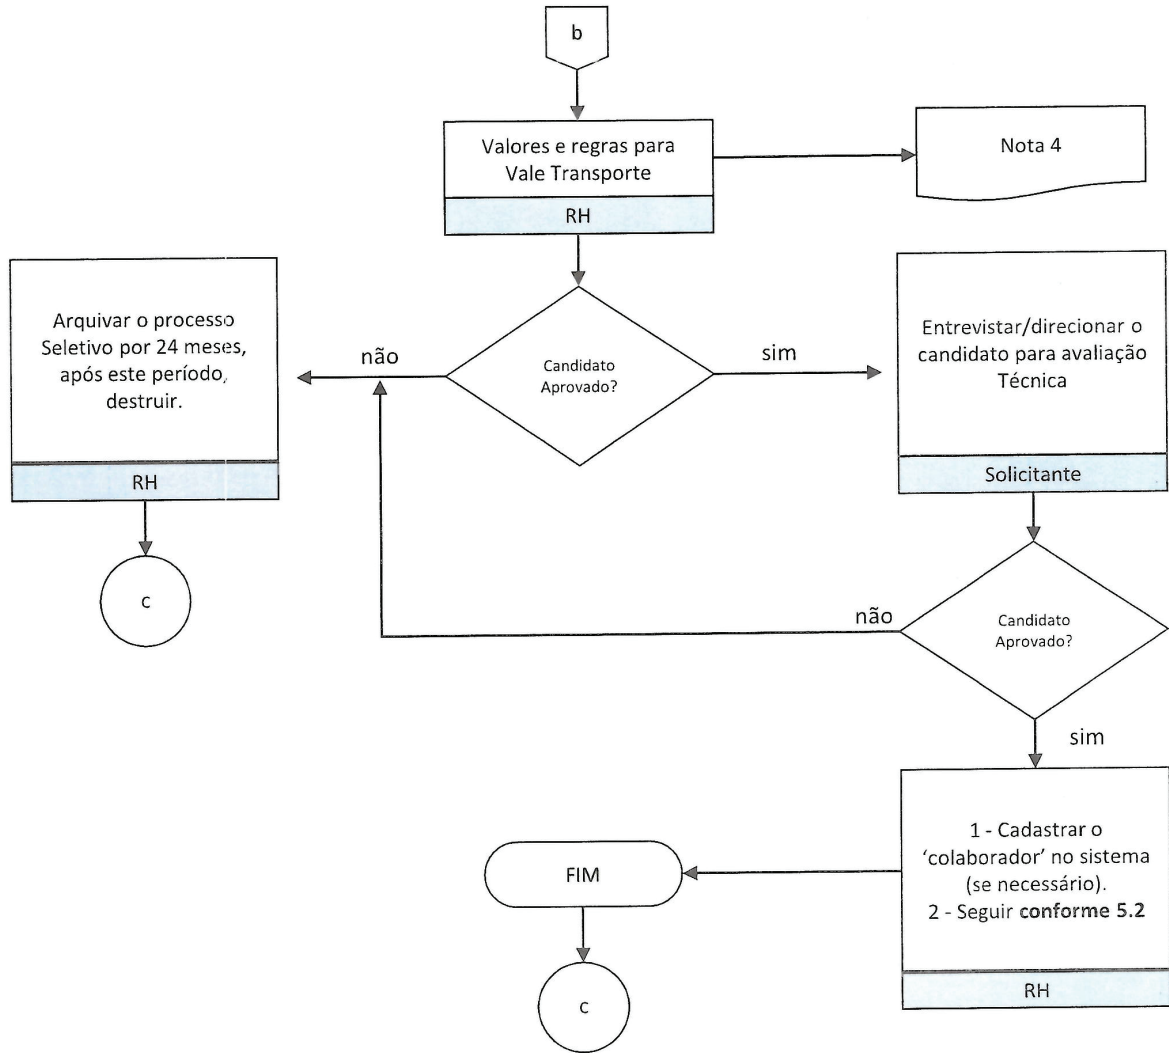 b
Valores e regras para
Vale Transporte
RH
Nota 4
Arquivar o processo
Seletivo por 24 meses,
após este período,
destruir.
RH
c
não
Candidato
Aprovado?
sim
Entrevistar/direcionar o
candidato para avaliação
Técnica
Solicitante
não
Candidato
Aprovado?
sim
1 - Cadastrar o
‘colaborador’ no sistema
(se necessário).
2 - Seguir conforme 5.2
RH
FIM
c